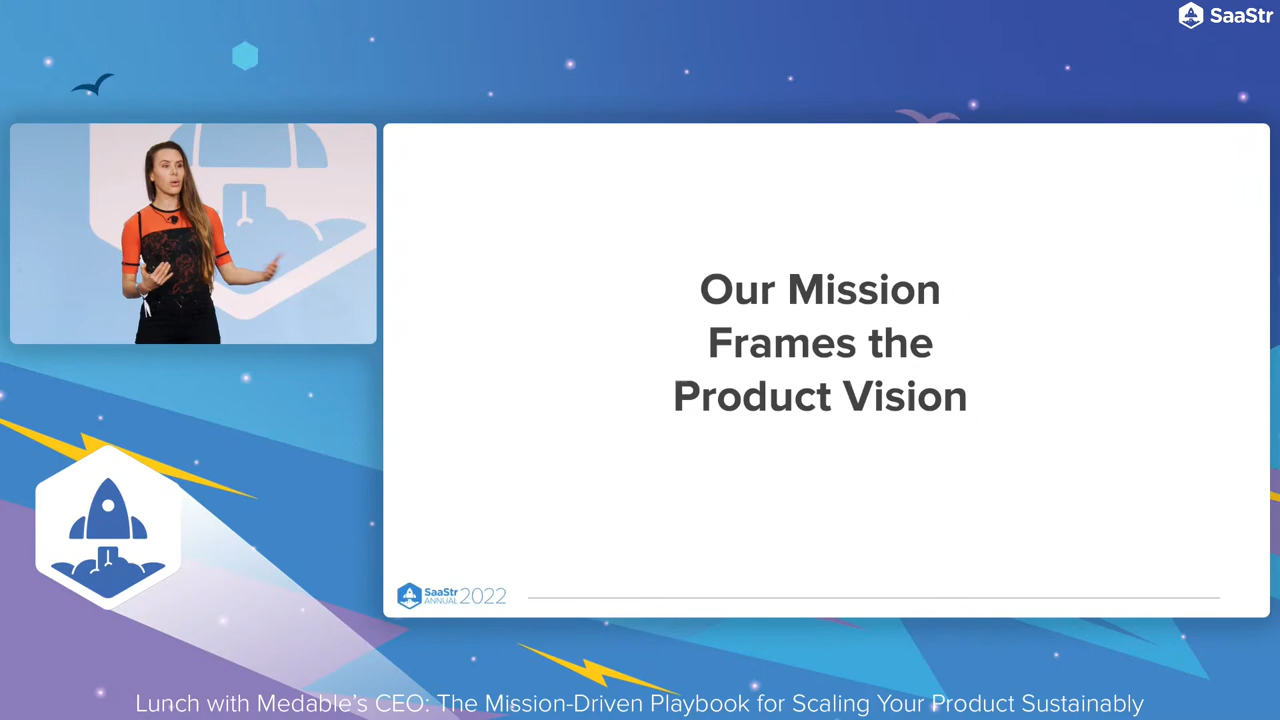 SaaStr
Our Mission
Frames the
Product Vision
SaaStr
ANNUAL 2022
Lunch with Medable's CEO: The Mission-Driven Playbook for Scaling Your Product Sustainably